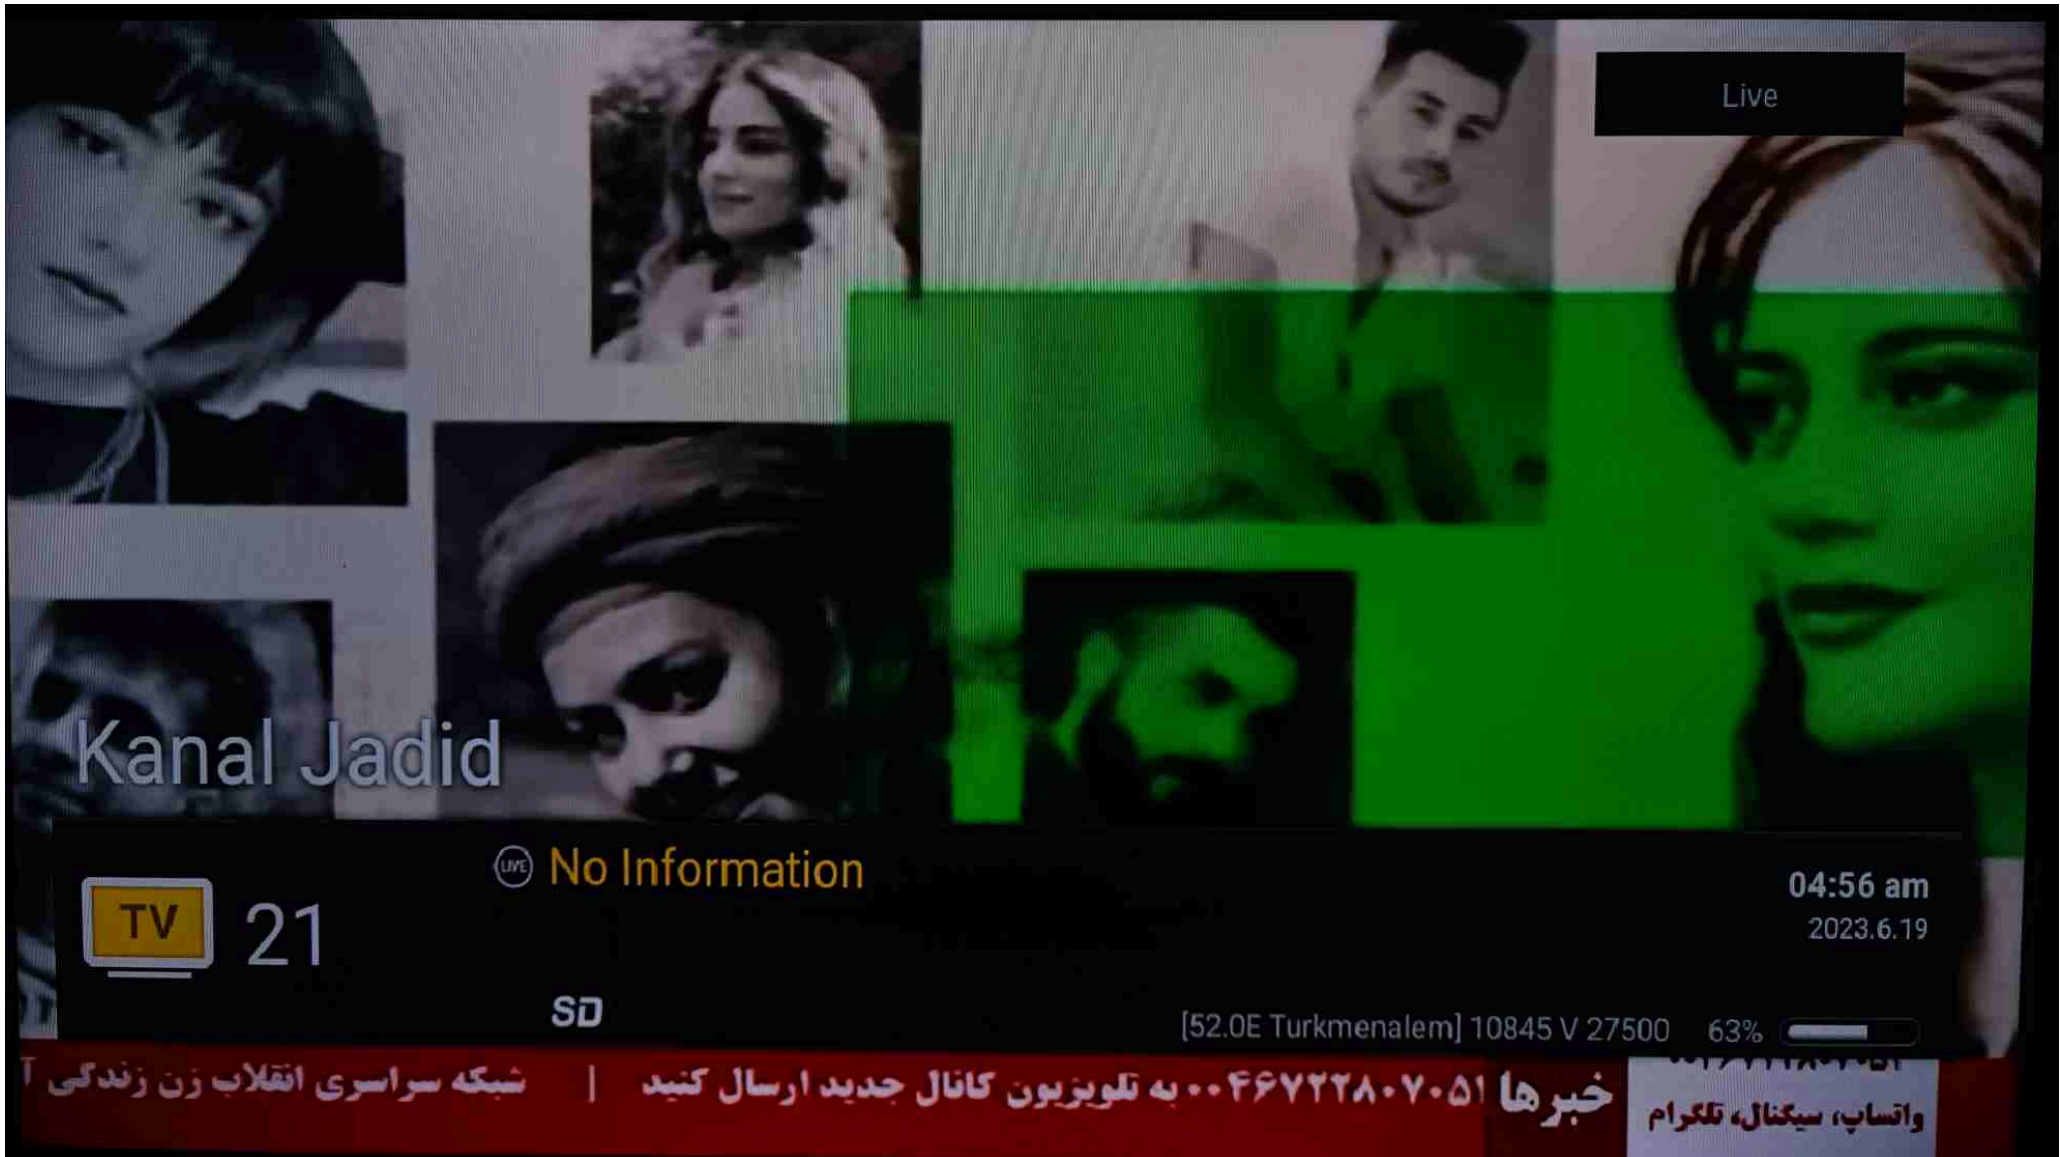 Live
Kanal Jadid
LIVE No Information
TV 21
04:56 am
2023.6.19
SD
[52.0E Turkmenalem] 10845 V 27500 63%
خبرها ۰۰۴۶۷۲۲۸۰۷۰۵۱ به تلویزیون کانال جدید ارسال کنید | شبکه سراسری انقلاب زن زندگی آ
واتساپ، سیگنال، تلگرام